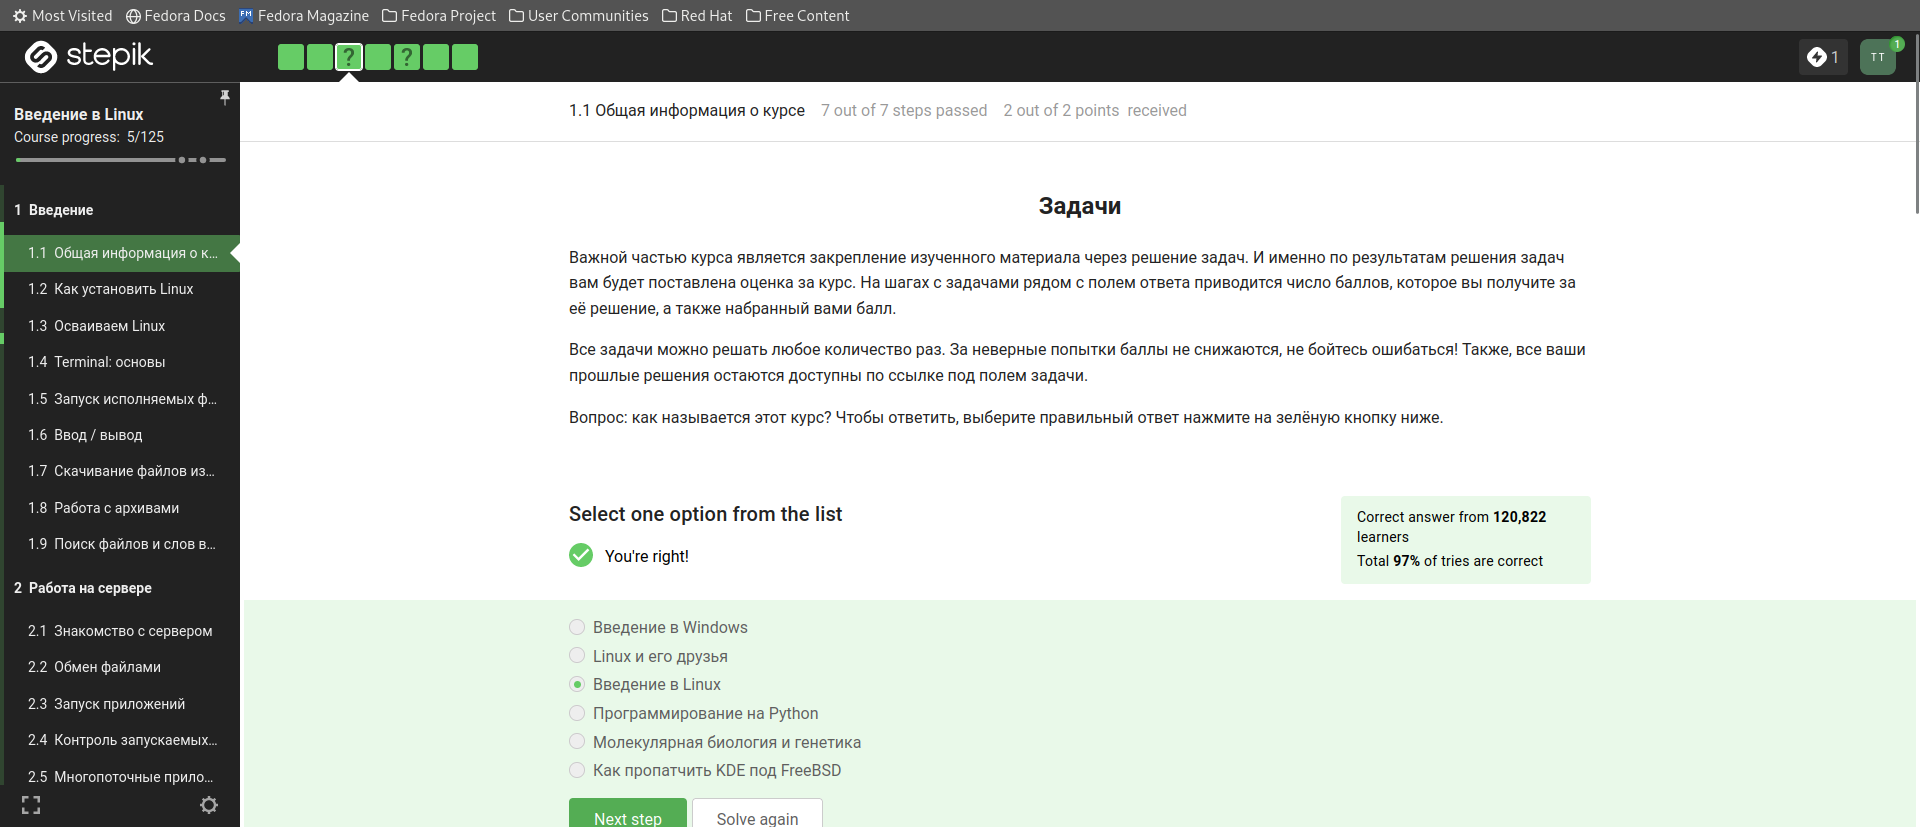 Most Visited Fedora Docs Fedora Magazine Fedora Project User Communities Red Hat Free Content
stepik
? ?
1
TT
1
Введение в Linux
Course progress: 5/125
1 Введение
1.1 Общая информация о к...
1.2 Как установить Linux
1.3 Осваиваем Linux
1.4 Terminal: основы
1.5 Запуск исполняемых ф...
1.6 Ввод / вывод
1.7 Скачивание файлов из...
1.8 Работа с архивами
1.9 Поиск файлов и слов в...
2 Работа на сервере
2.1 Знакомство с сервером
2.2 Обмен файлами
2.3 Запуск приложений
2.4 Контроль запускаемых...
2.5 Многопоточные прило...
1.1 Общая информация о курсе 7 out of 7 steps passed 2 out of 2 points received
Задачи
Важной частью курса является закрепление изученного материала через решение задач. И именно по результатам решения задач
вам будет поставлена оценка за курс. На шагах с задачами рядом с полем ответа приводится число баллов, которое вы получите за
её решение, а также набранный вами балл.
Все задачи можно решать любое количество раз. За неверные попытки баллы не снижаются, не бойтесь ошибаться! Также, все ваши
прошлые решения остаются доступны по ссылке под полем задачи.
Вопрос: как называется этот курс? Чтобы ответить, выберите правильный ответ нажмите на зелёную кнопку ниже.
Select one option from the list
You're right!
Correct answer from 120,822
learners
Total 97% of tries are correct
Введение в Windows
Linux и его друзья
Введение в Linux
Программирование на Python
Молекулярная биология и генетика
Как пропатчить KDE под FreeBSD
Next step Solve again